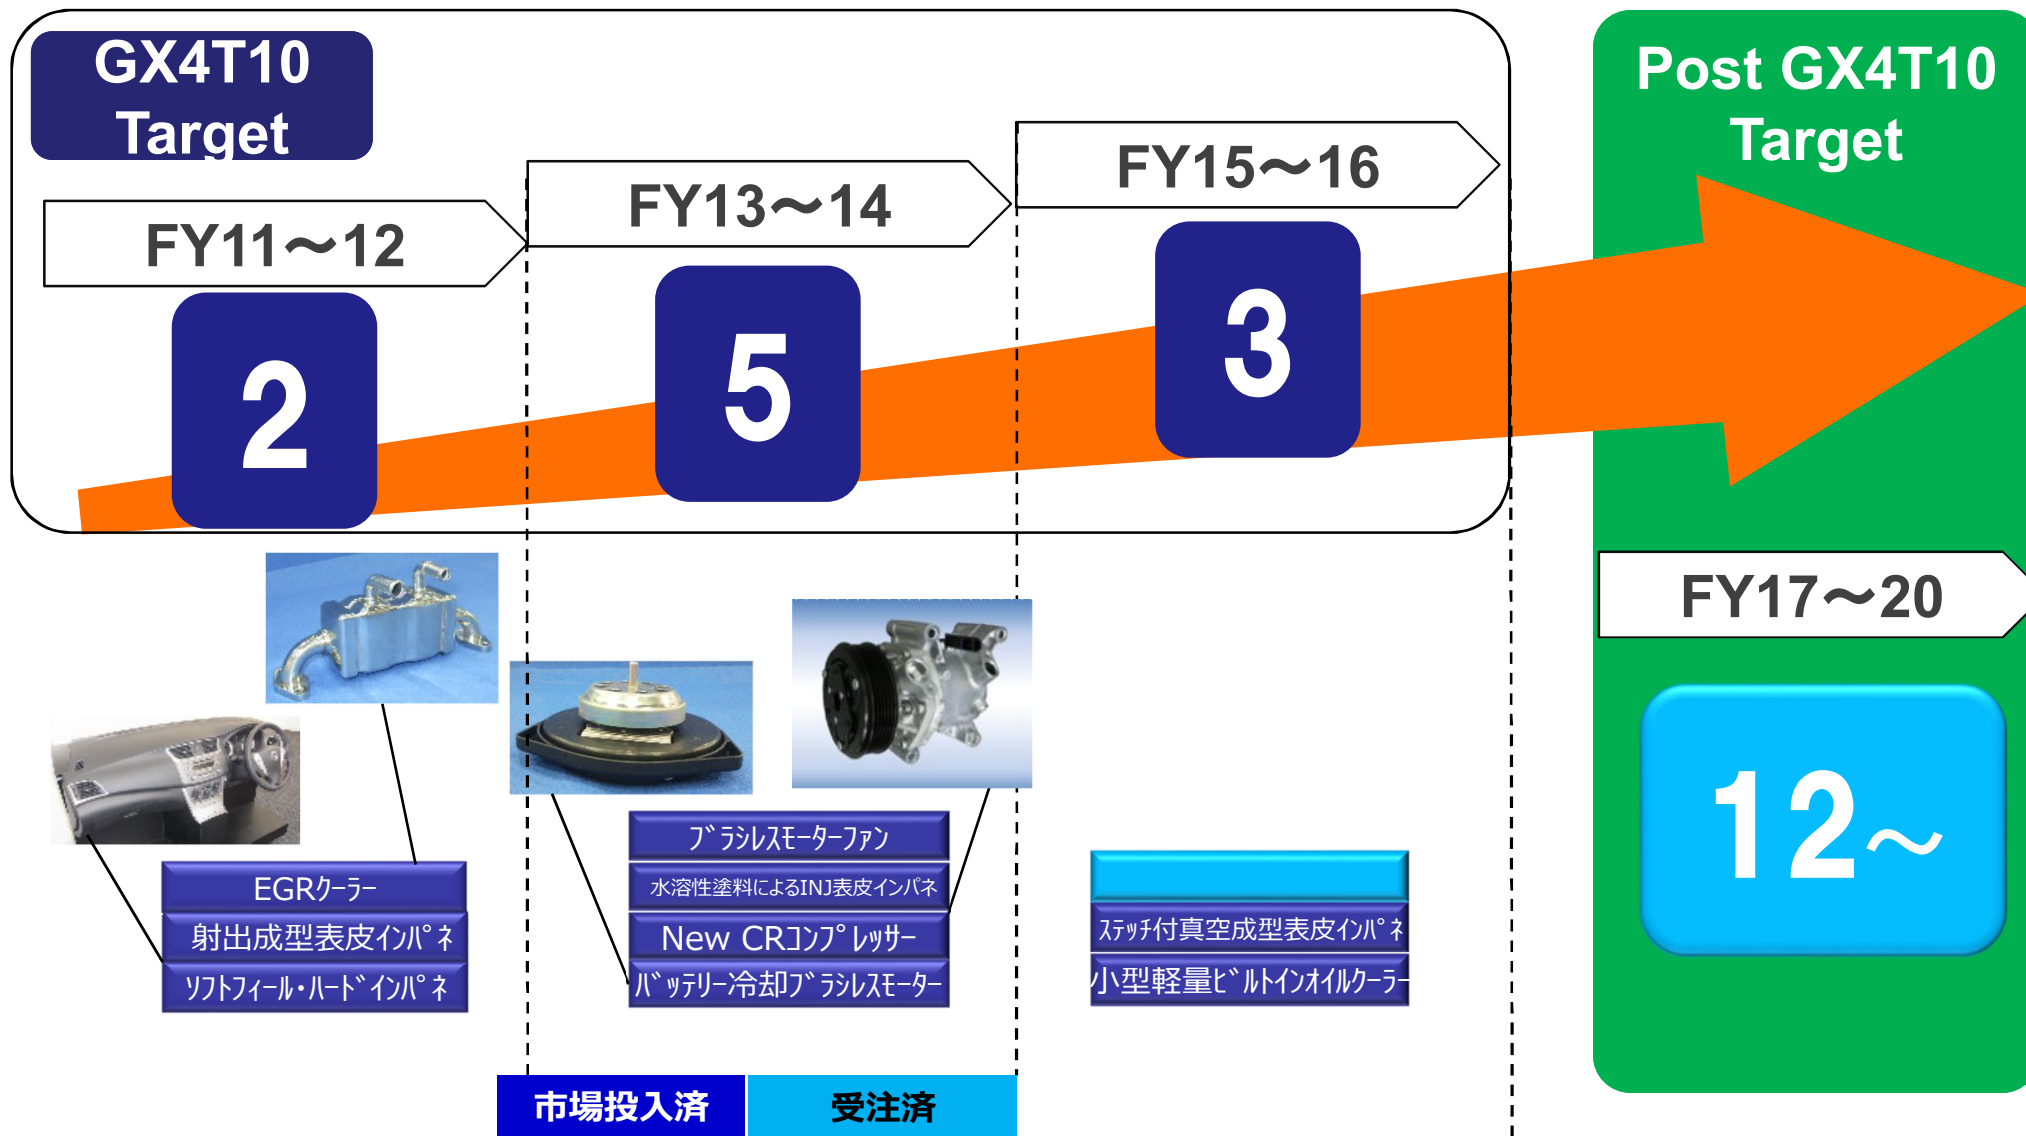 GX4T10
Target
FY11～12
2
FY13～14
5
FY15～16
3
Post GX4T10
Target
FY17～20
12～
EGRｸｰﾗｰ
射出成型表皮ｲﾝﾊﾟﾈ
ｿﾌﾄﾌｨｰﾙ・ﾊｰﾄﾞｲﾝﾊﾟﾈ
ﾌﾞﾗｼﾚｽﾓｰﾀｰﾌｧﾝ
水溶性塗料によるINJ表皮インパネ
New CRｺﾝﾌﾟﾚｯｻｰ
ﾊﾞｯﾃﾘｰ冷却ﾌﾞﾗｼﾚｽﾓｰﾀｰ
ｽﾃｯﾁ付真空成型表皮ｲﾝﾊﾟﾈ
小型軽量ﾋﾞﾙﾄｲﾝｵｲﾙｸｰﾗｰ
市場投入済
受注済